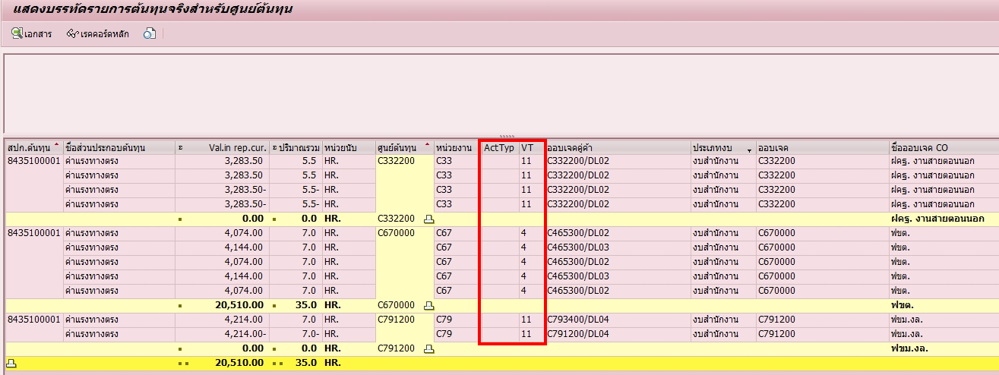 แสดงบรรทัดรายการต้นทุนจริงสำหรับศูนย์ต้นทุน
เอกสาร เรคคอร์ดหลัก
สปก.ต้นทุน ชื่อส่วนประกอบต้นทุน Σ Val.in rep.cur. Σ ปริมาณรวม หน่วยนับ ศูนย์ต้นทุน หน่วยงาน ActTyp VT ออบเจคคู่ค้า ประเภทงบ ออบเจค ชื่อออบเจค CO
8435100001 ค่าแรงทางตรง 3,283.50 5.5 HR. C332200 C33 11 C332200/DL02 งบสำนักงาน C332200 ฝคฐ. งานสายตอนนอก
ค่าแรงทางตรง 3,283.50 5.5 HR. C33 11 C332200/DL02 งบสำนักงาน C332200 ฝคฐ. งานสายตอนนอก
ค่าแรงทางตรง 3,283.50- 5.5- HR. C33 11 C332200/DL02 งบสำนักงาน C332200 ฝคฐ. งานสายตอนนอก
ค่าแรงทางตรง 3,283.50- 5.5- HR. C33 11 C332200/DL02 งบสำนักงาน C332200 ฝคฐ. งานสายตอนนอก
0.00 0.0 HR. C332200 ฝคฐ. งานสายตอนนอก
8435100001 ค่าแรงทางตรง 4,074.00 7.0 HR. C670000 C67 4 C465300/DL02 งบสำนักงาน C670000 ฟขต.
ค่าแรงทางตรง 4,144.00 7.0 HR. C67 4 C465300/DL03 งบสำนักงาน C670000 ฟขต.
ค่าแรงทางตรง 4,074.00 7.0 HR. C67 4 C465300/DL02 งบสำนักงาน C670000 ฟขต.
ค่าแรงทางตรง 4,144.00 7.0 HR. C67 4 C465300/DL03 งบสำนักงาน C670000 ฟขต.
ค่าแรงทางตรง 4,074.00 7.0 HR. C67 4 C465300/DL02 งบสำนักงาน C670000 ฟขต.
20,510.00 35.0 HR. C670000 ฟขต.
8435100001 ค่าแรงทางตรง 4,214.00 7.0 HR. C791200 C79 11 C793400/DL04 งบสำนักงาน C791200 ฟขม.งล.
ค่าแรงทางตรง 4,214.00- 7.0- HR. C79 11 C791200/DL04 งบสำนักงาน C791200 ฟขม.งล.
0.00 0.0 HR. C791200 ฟขม.งล.
20,510.00 35.0 HR.